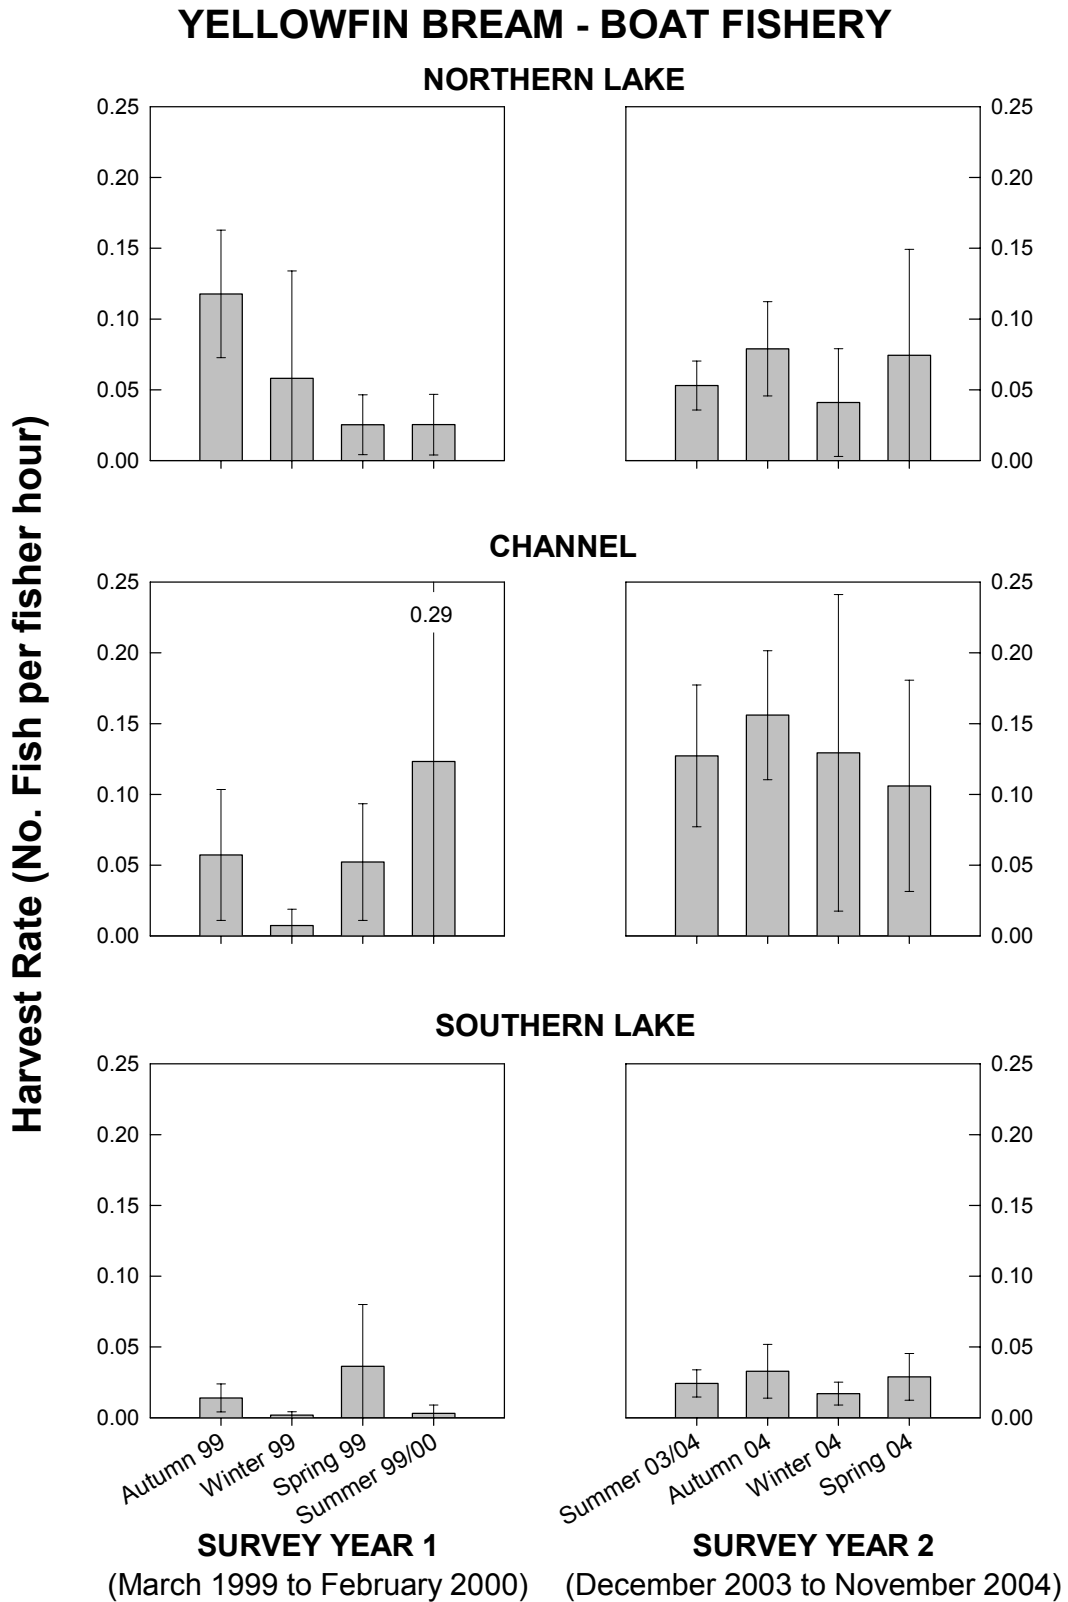 YELLOWFIN BREAM - BOAT FISHERY
NORTHERN LAKE
0.25 0.25
0.20 0.20
0.15 0.15
0.10 0.10
0.05 0.05
0.00 0.00
Harvest Rate (No. Fish per fisher hour)
CHANNEL
0.25 0.25
0.29
0.20 0.20
0.15 0.15
0.10 0.10
0.05 0.05
0.00 0.00
SOUTHERN LAKE
0.25 0.25
0.20 0.20
0.15 0.15
0.10 0.10
0.05 0.05
0.00 0.00
Autumn 99
Winter 99
Spring 99
Summer 99/00
Summer 03/04
Autumn 04
Winter 04
Spring 04
SURVEY YEAR 1
(March 1999 to February 2000)
SURVEY YEAR 2
(December 2003 to November 2004)